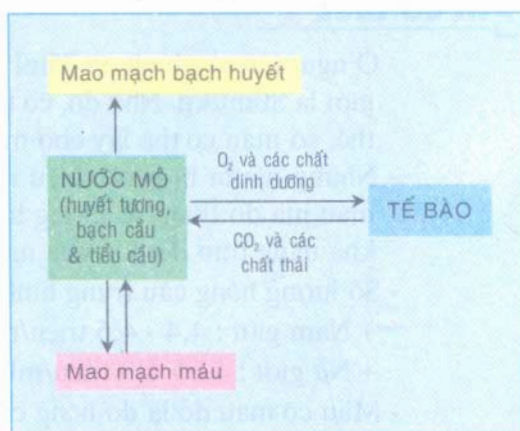 Mao mạch bạch huyết
NƯỚC MÔ
(huyết tương,
bạch cầu
& tiểu cầu)
O₂ và các chất
dinh dưỡng
CO₂ và các
chất thải
TẾ BÀO
Mao mạch máu